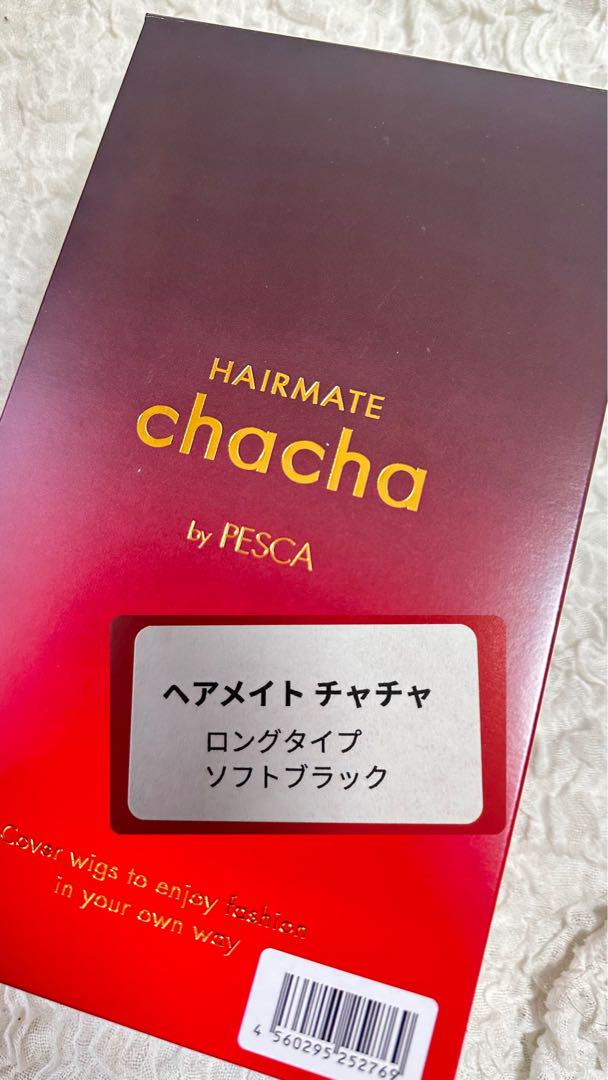 HAIRMATE
chacha
by PESCA
ヘアメイト チャチャ
ロングタイプ
ソフトブラック
Cover wigs to enjoy fashion
in your own way
4 560295 252769